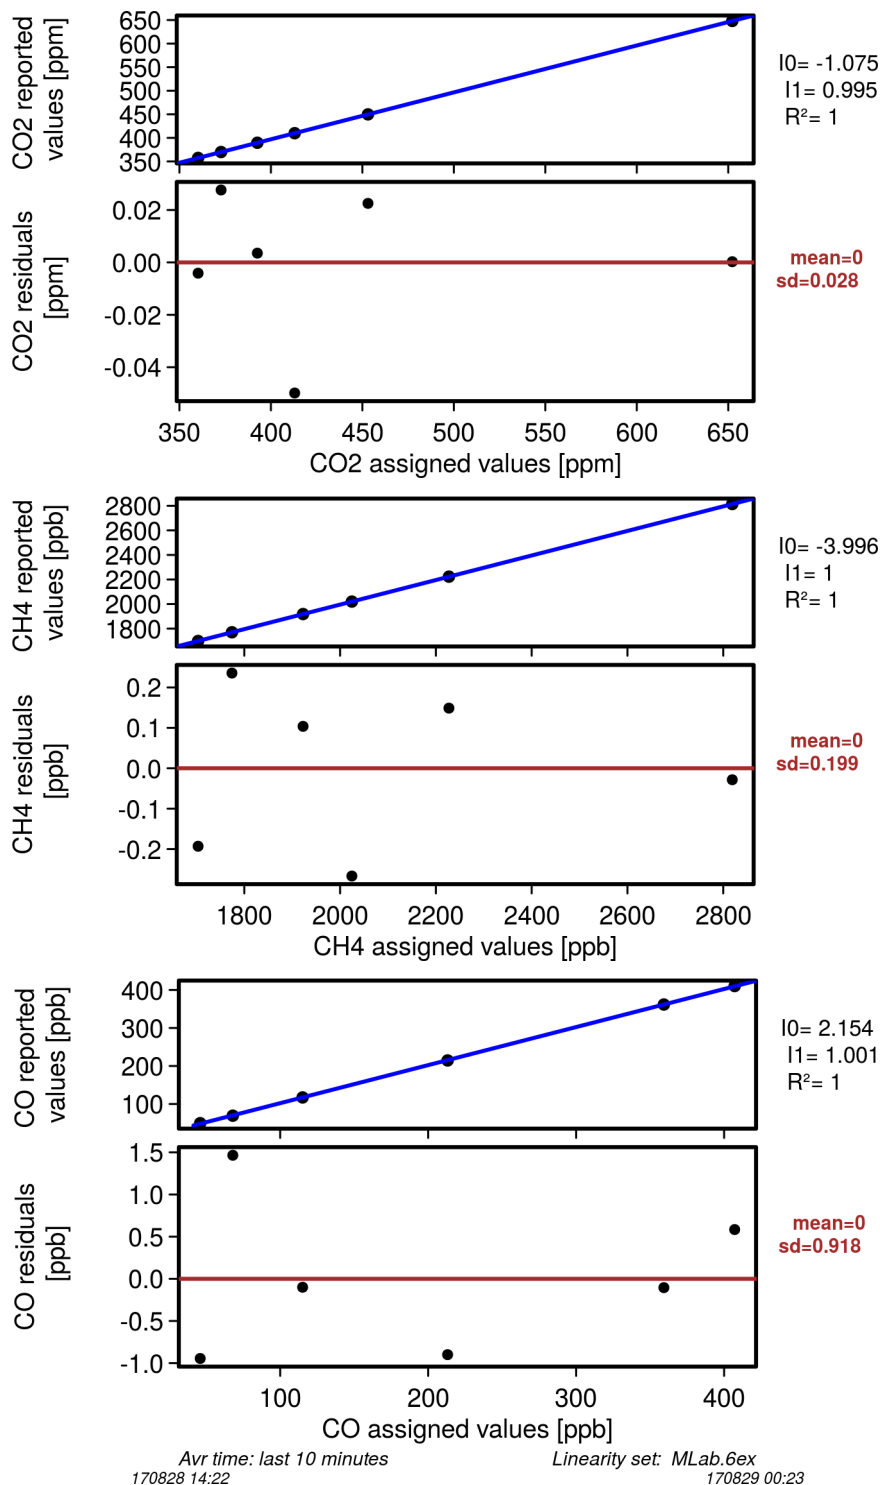 CO2 reported
values [ppm]
650
600
550
500
450
400
350
I0= -1.075
I1= 0.995
R²= 1
CO2 residuals
[ppm]
0.02
0.00
-0.02
-0.04
mean=0
sd=0.028
350 400 450 500 550 600 650
CO2 assigned values [ppm]
CH4 reported
values [ppb]
2800
2600
2400
2200
2000
1800
I0= -3.996
I1= 1
R²= 1
CH4 residuals
[ppb]
0.2
0.1
0.0
-0.1
-0.2
mean=0
sd=0.199
1800 2000 2200 2400 2600 2800
CH4 assigned values [ppb]
CO reported
values [ppb]
400
300
200
100
I0= 2.154
I1= 1.001
R²= 1
CO residuals
[ppb]
1.5
1.0
0.5
0.0
-0.5
-1.0
mean=0
sd=0.918
100 200 300 400
CO assigned values [ppb]
Avr time: last 10 minutes Linearity set: MLab.6ex
170828 14:22 170829 00:23